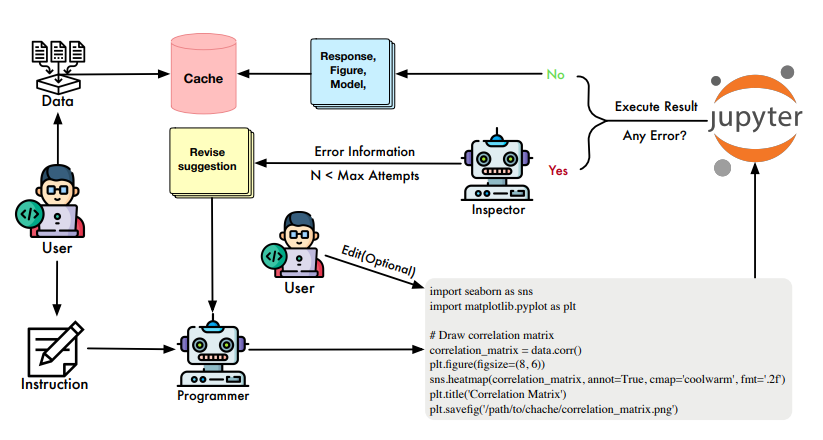 Data
Cache
Response,
Figure,
Model,
No
Execute Result
Any Error?
jupyter
Revise
suggestion
Error Information
N < Max Attempts
Inspector
Yes
User
User
Edit(Optional)
Instruction
Programmer
import seaborn as sns
import matplotlib.pyplot as plt
# Draw correlation matrix
correlation_matrix = data.corr()
plt.figure(figsize=(8, 6))
sns.heatmap(correlation_matrix, annot=True, cmap='coolwarm', fmt='.2f')
plt.title('Correlation Matrix')
plt.savefig('/path/to/chache/correlation_matrix.png')